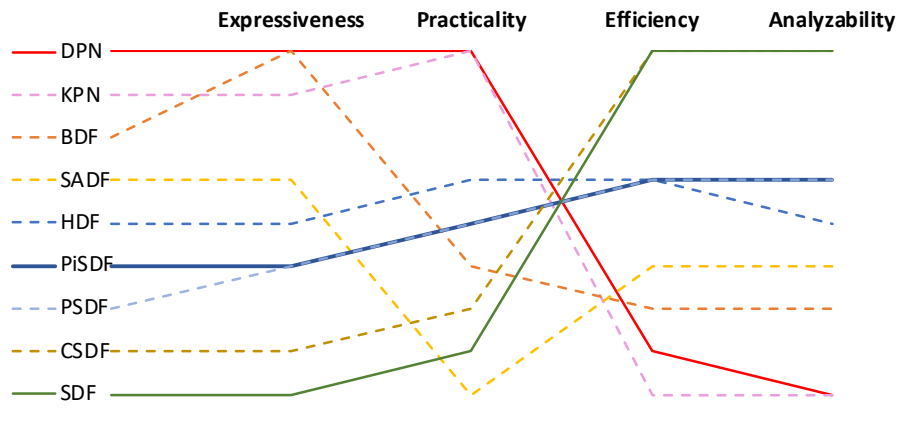 Expressiveness Practicality Efficiency Analyzability
DPN
KPN
BDF
SADF
HDF
PiSDF
PSDF
CSDF
SDF